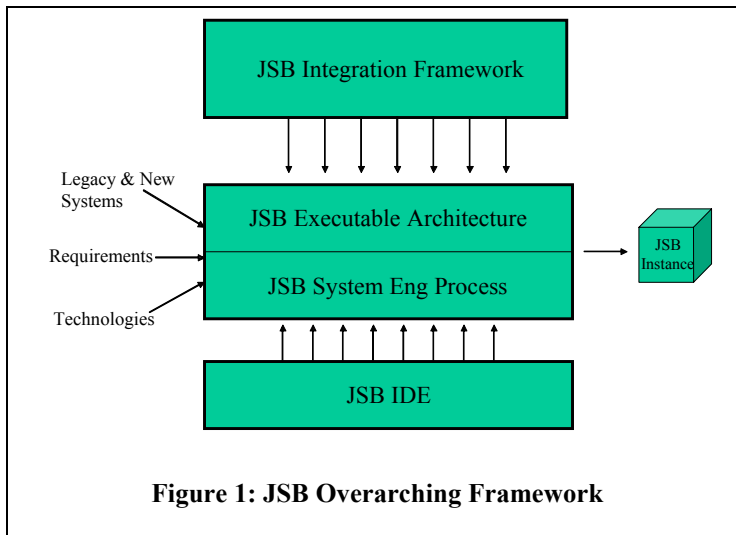 JSB Integration Framework
Legacy & New
Systems
JSB Executable Architecture
Requirements
JSB System Eng Process
Technologies
JSB
Instance
JSB IDE
Figure 1: JSB Overarching Framework